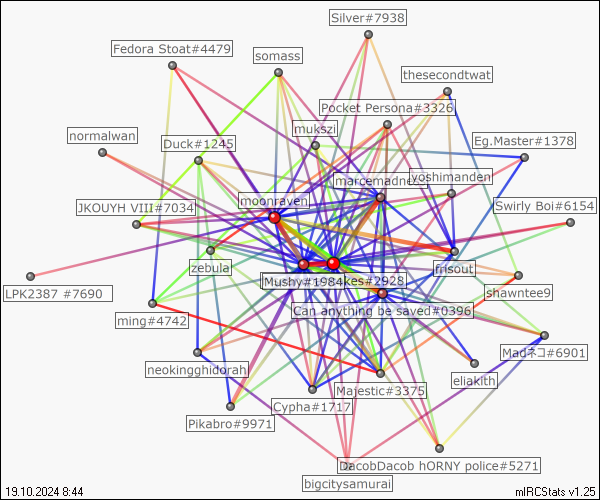 Silver#7938
Fedora Stoat#4479
somass
thesecondtwat
Pocket Persona#3326
mukszi
normalwan
Duck#1245
Eg.Master#1378
marcemadnes
yoshimanden
moonraven
JKOUYH VIII#7034
Swirly Boi#6154
zebula
frisout
Mushy#1984
kes#2928
LPK2387 #7690
shawntee9
Can anything be saved#0396
ming#4742
Madネコ#6901
neokingghidorah
eliakith
Majestic#3375
Cypha#1717
Pikabro#9971
DacobDacob hORNY police#5271
bigcitysamurai
19.10.2024 8:44
mIRCStats v1.25